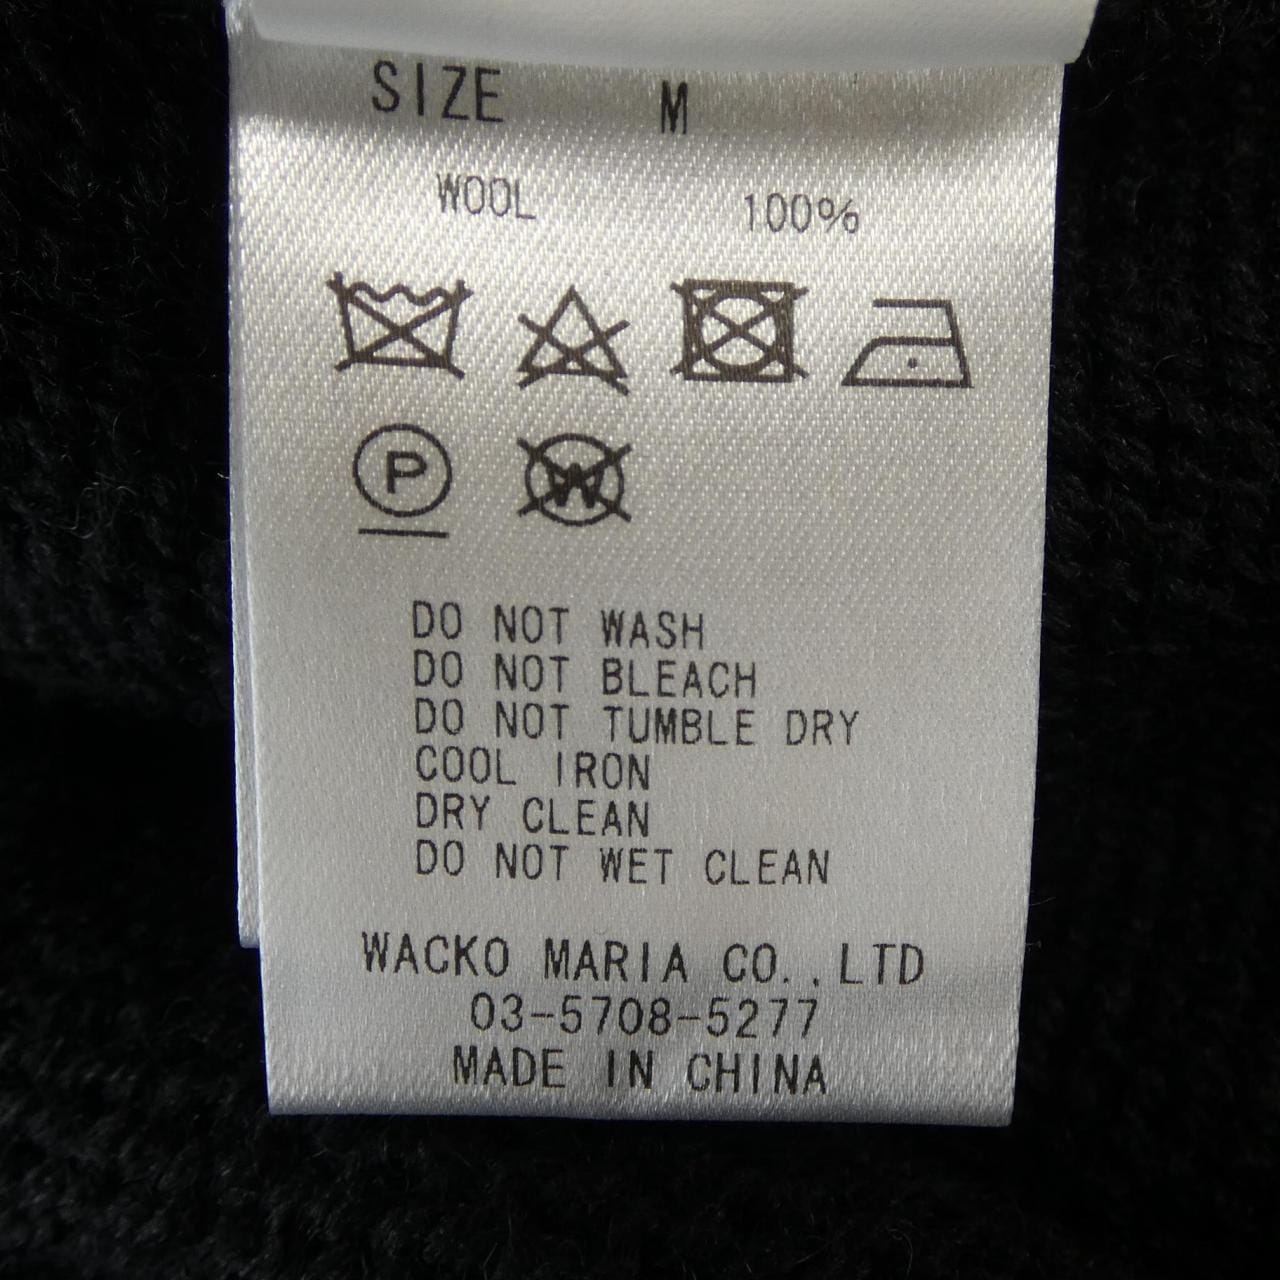 SIZE M
WOOL 100%
P W
DO NOT WASH
DO NOT BLEACH
DO NOT TUMBLE DRY
COOL IRON
DRY CLEAN
DO NOT WET CLEAN
WACKO MARIA CO.,LTD
03-5708-5277
MADE IN CHINA